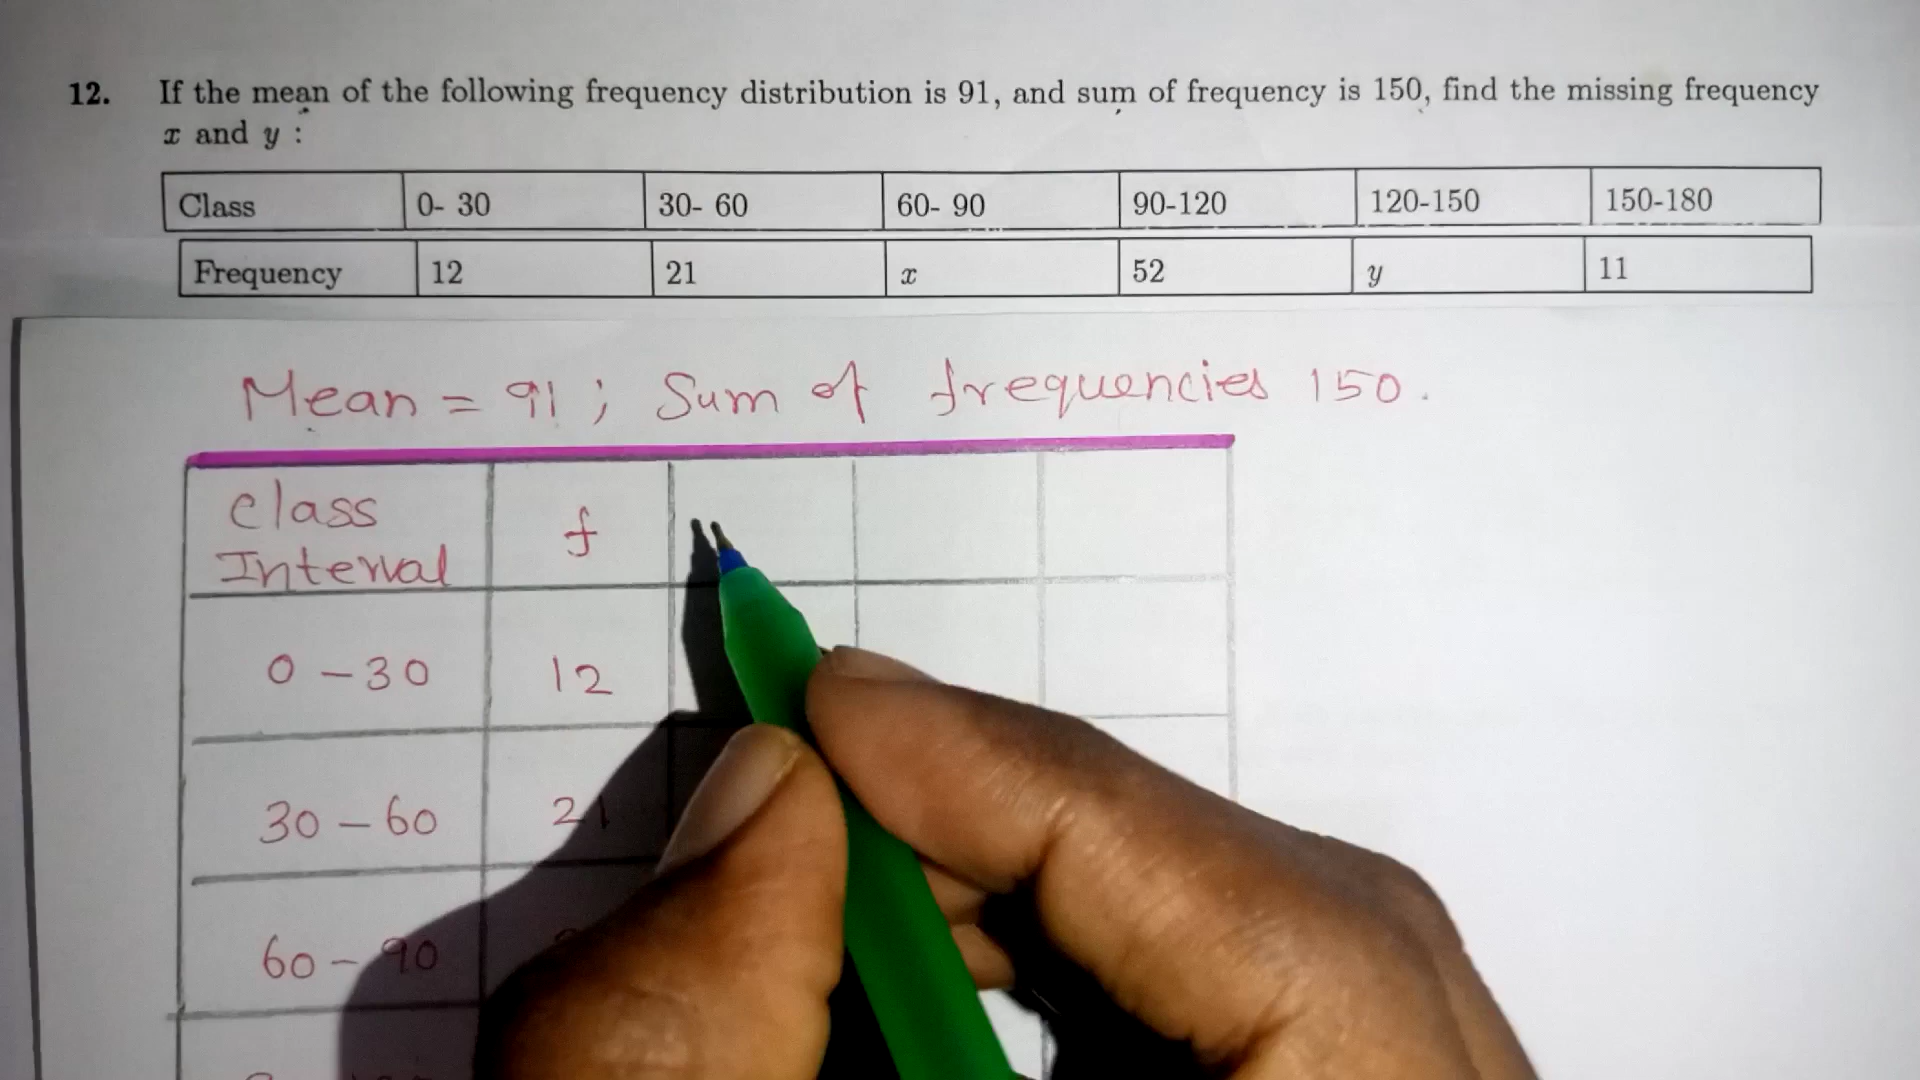 12. If the mean of the following frequency distribution is 91, and sum of frequency is 150, find the missing frequency
x and y :
Class 0- 30 30- 60 60- 90 90-120 120-150 150-180
Frequency 12 21 x 52 y 11
Mean = 91 ; Sum of frequencies 150.
Class
Interval f
0 - 30 12
30 - 60 21
60 - 90